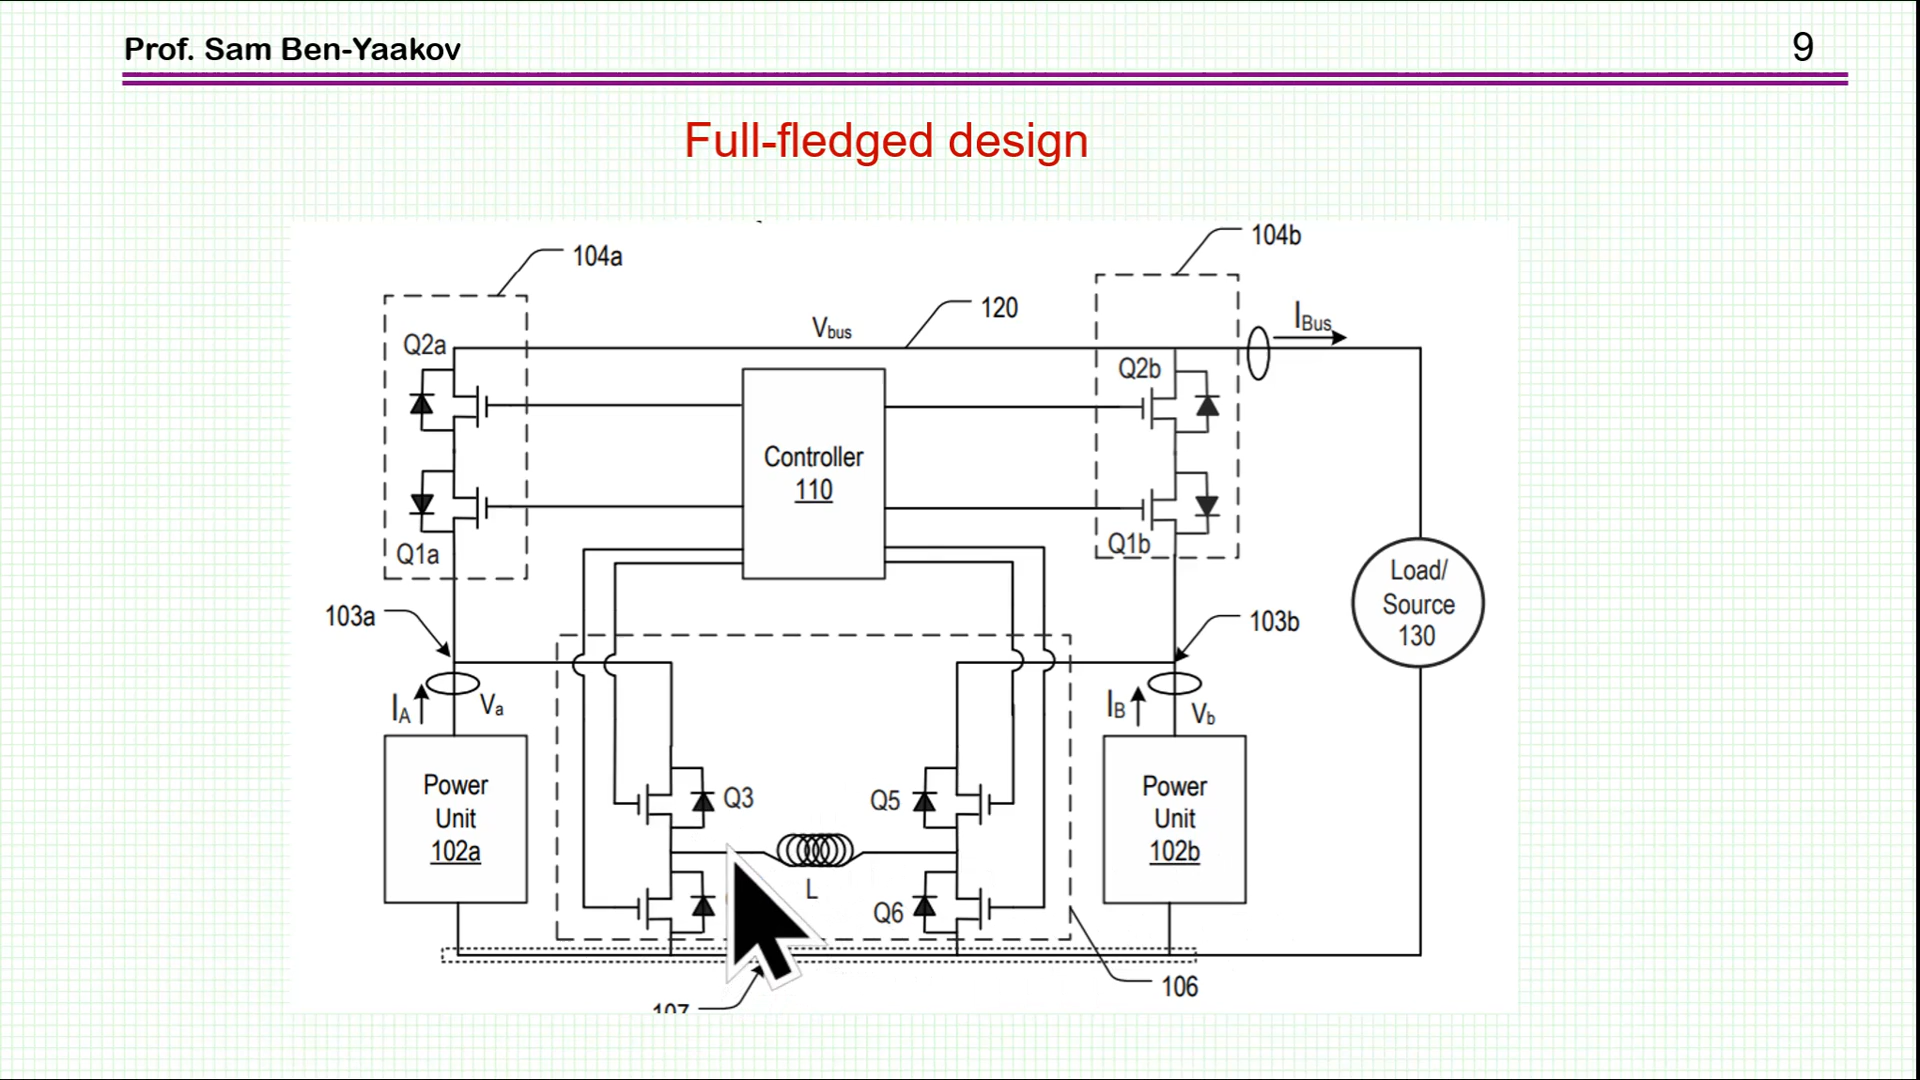 Prof. Sam Ben-Yaakov
9
Full-fledged design
104a
104b
120
Vbus
IBus
Q2a
Q2b
Controller
110
Q1a
Q1b
Load/
Source
130
103a
103b
IA
Va
IB
Vb
Power
Unit
102a
Q3
Q5
Power
Unit
102b
L
Q6
106
107